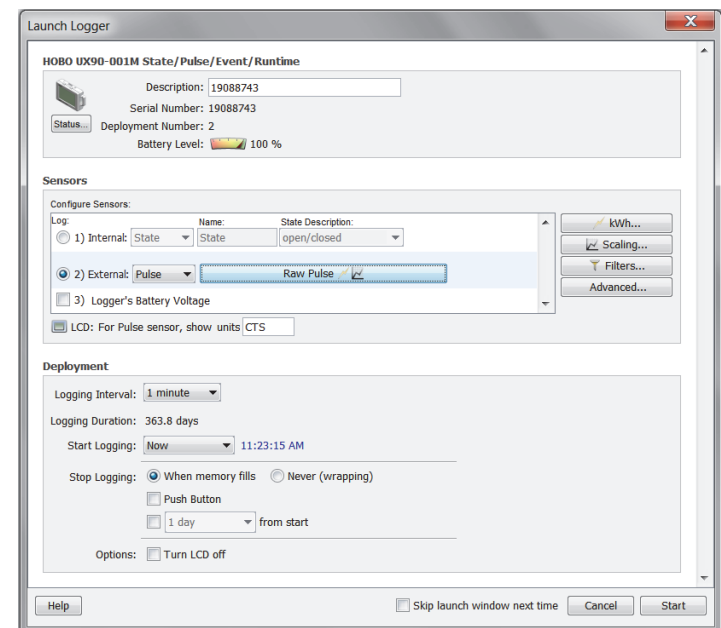 Launch Logger
X
HOBO UX90-001M State/Pulse/Event/Runtime
Description: 19088743
Serial Number: 19088743
Status... Deployment Number: 2
Battery Level: 100 %
Sensors
Configure Sensors:
Log: Name: State Description:
1) Internal: State State open/closed
2) External: Pulse Raw Pulse
3) Logger's Battery Voltage
kWh...
Scaling...
Filters...
Advanced...
LCD: For Pulse sensor, show units CTS
Deployment
Logging Interval: 1 minute
Logging Duration: 363.8 days
Start Logging: Now 11:23:15 AM
Stop Logging: When memory fills Never (wrapping)
Push Button
1 day from start
Options: Turn LCD off
Help Skip launch window next time Cancel Start